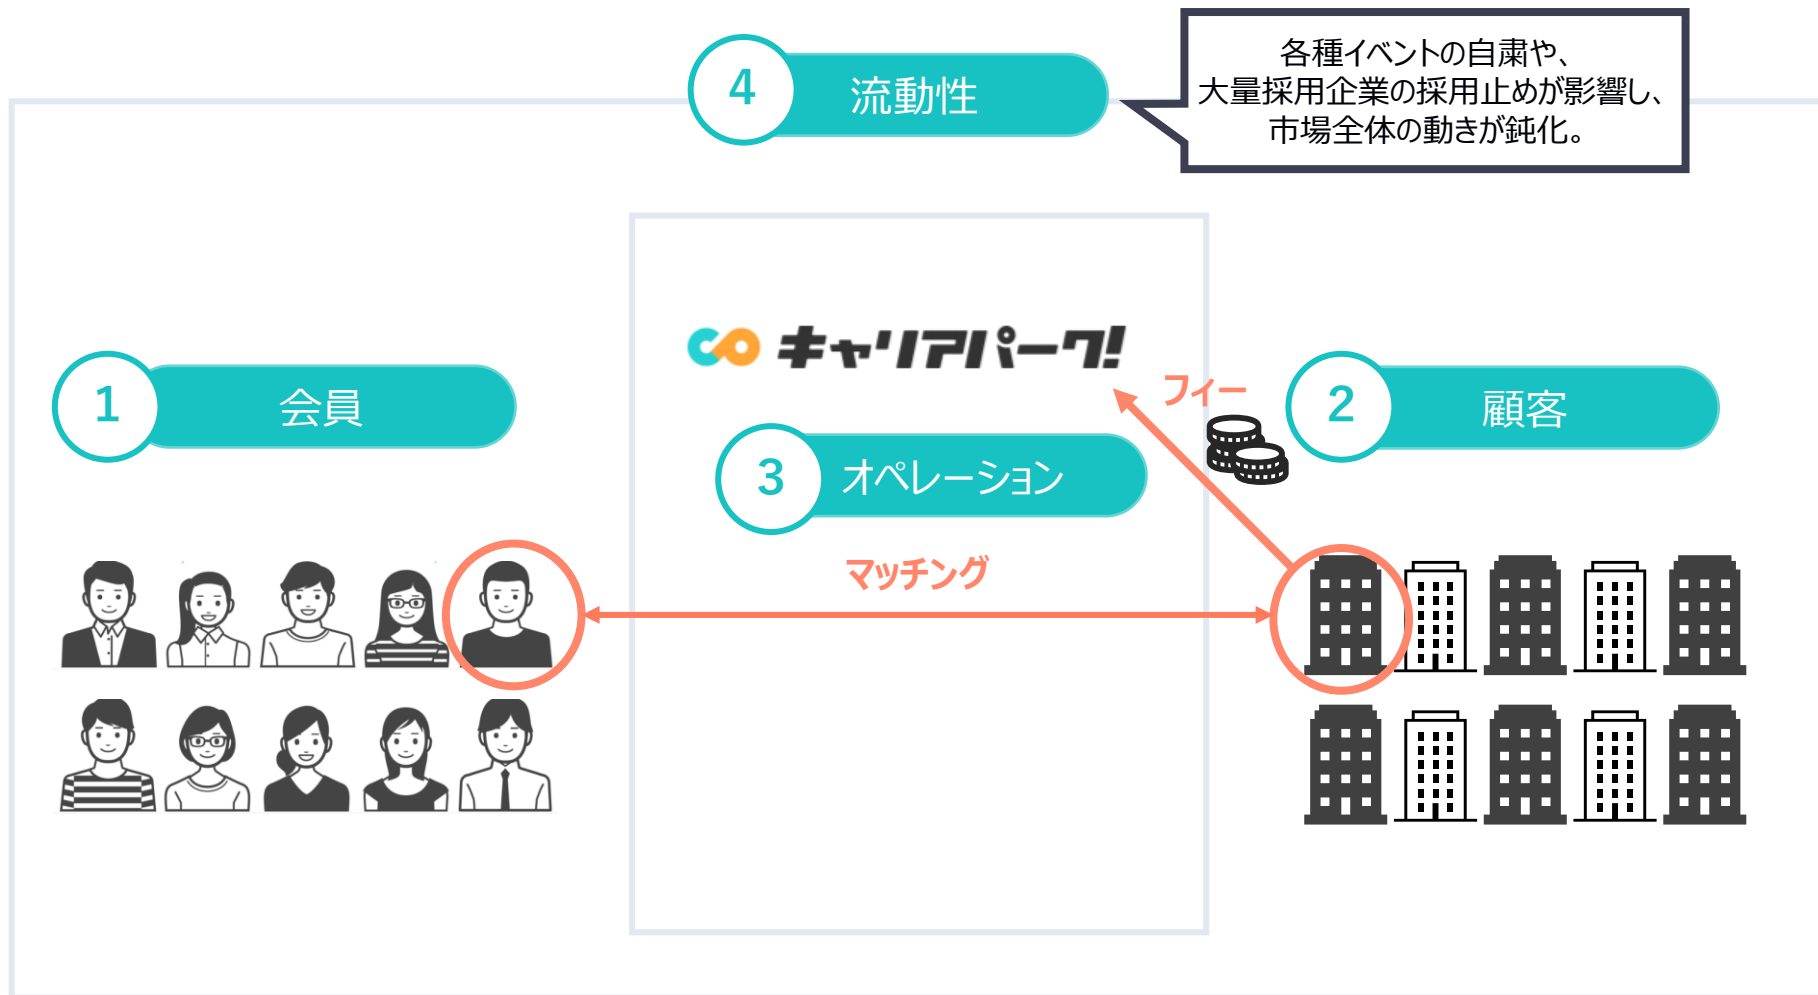 4
流動性
各種イベントの自粛や、
大量採用企業の採用止めが影響し、
市場全体の動きが鈍化。
キャリアパーク!
1
会員
フィー
2
顧客
3
オペレーション
マッチング